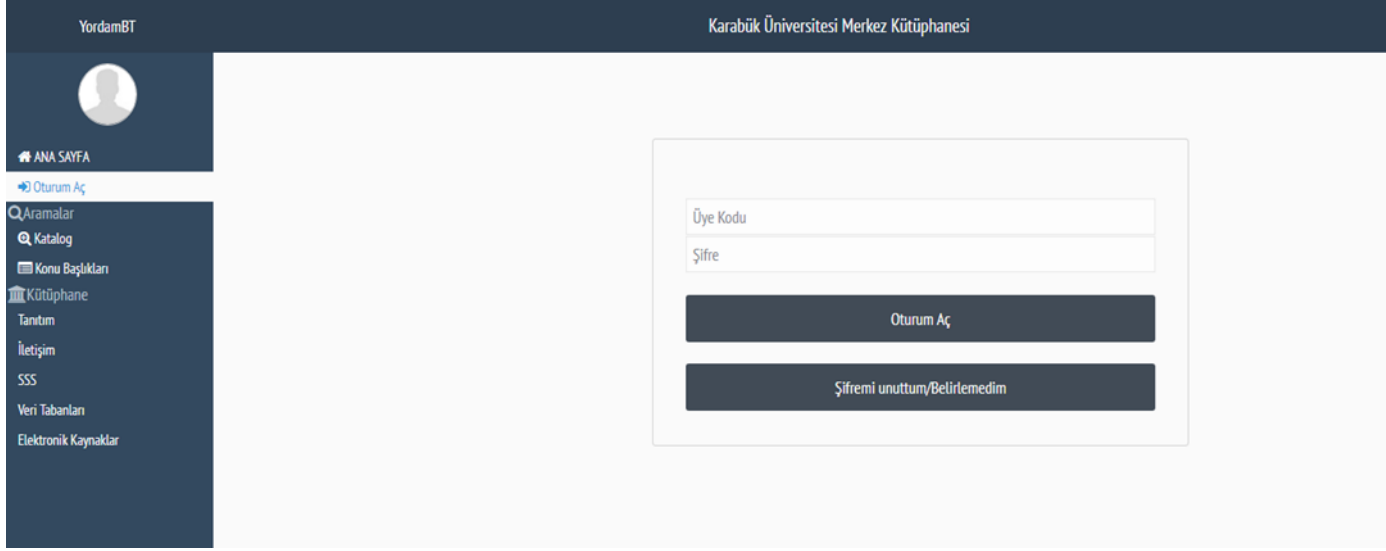 YordamBT
Karabük Üniversitesi Merkez Kütüphanesi
ANA SAYFA
Oturum Aç
Aramalar
Katalog
Konu Başlıkları
Kütüphane
Tanıtım
İletişim
SSS
Veri Tabanları
Elektronik Kaynaklar
Üye Kodu
Şifre
Oturum Aç
Şifremi unuttum/Belirlemedim